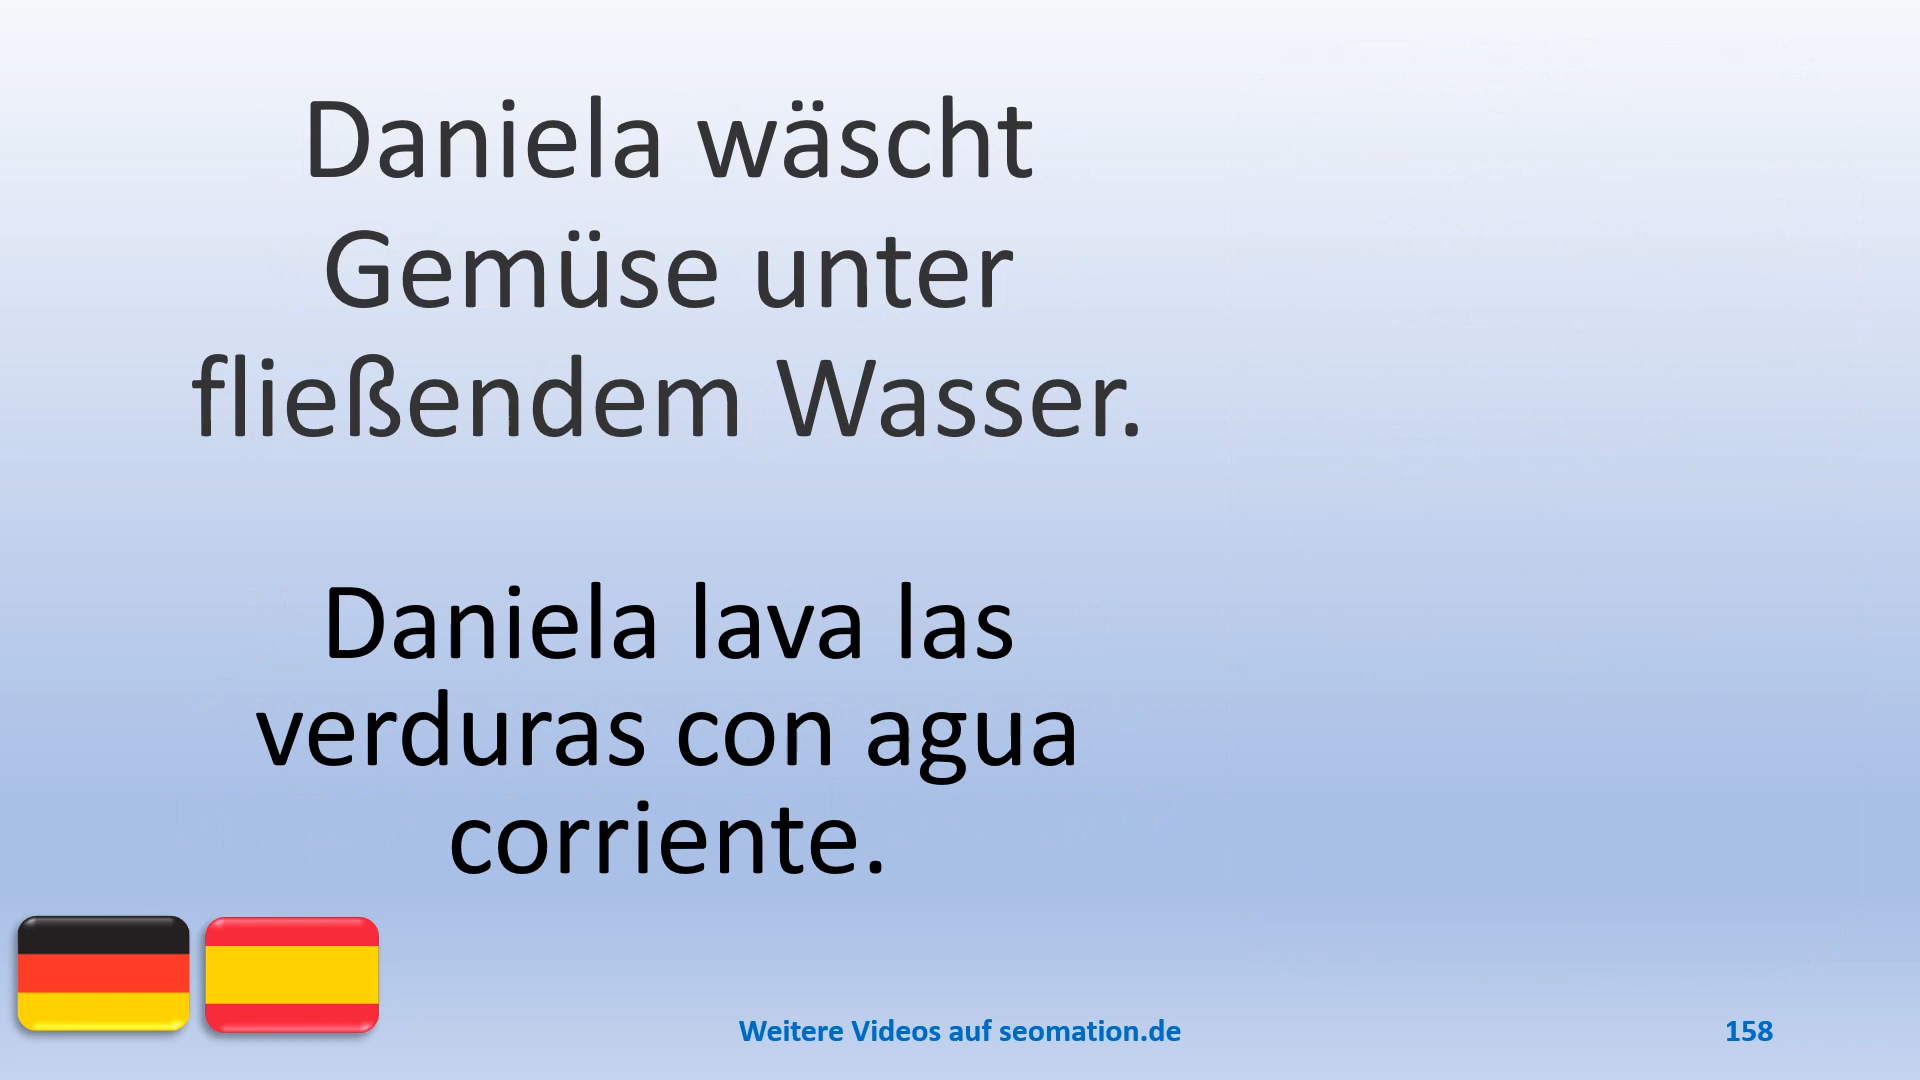 Daniela wäscht
Gemüse unter
fließendem Wasser.
Daniela lava las
verduras con agua
corriente.
Weitere Videos auf seomation.de
158